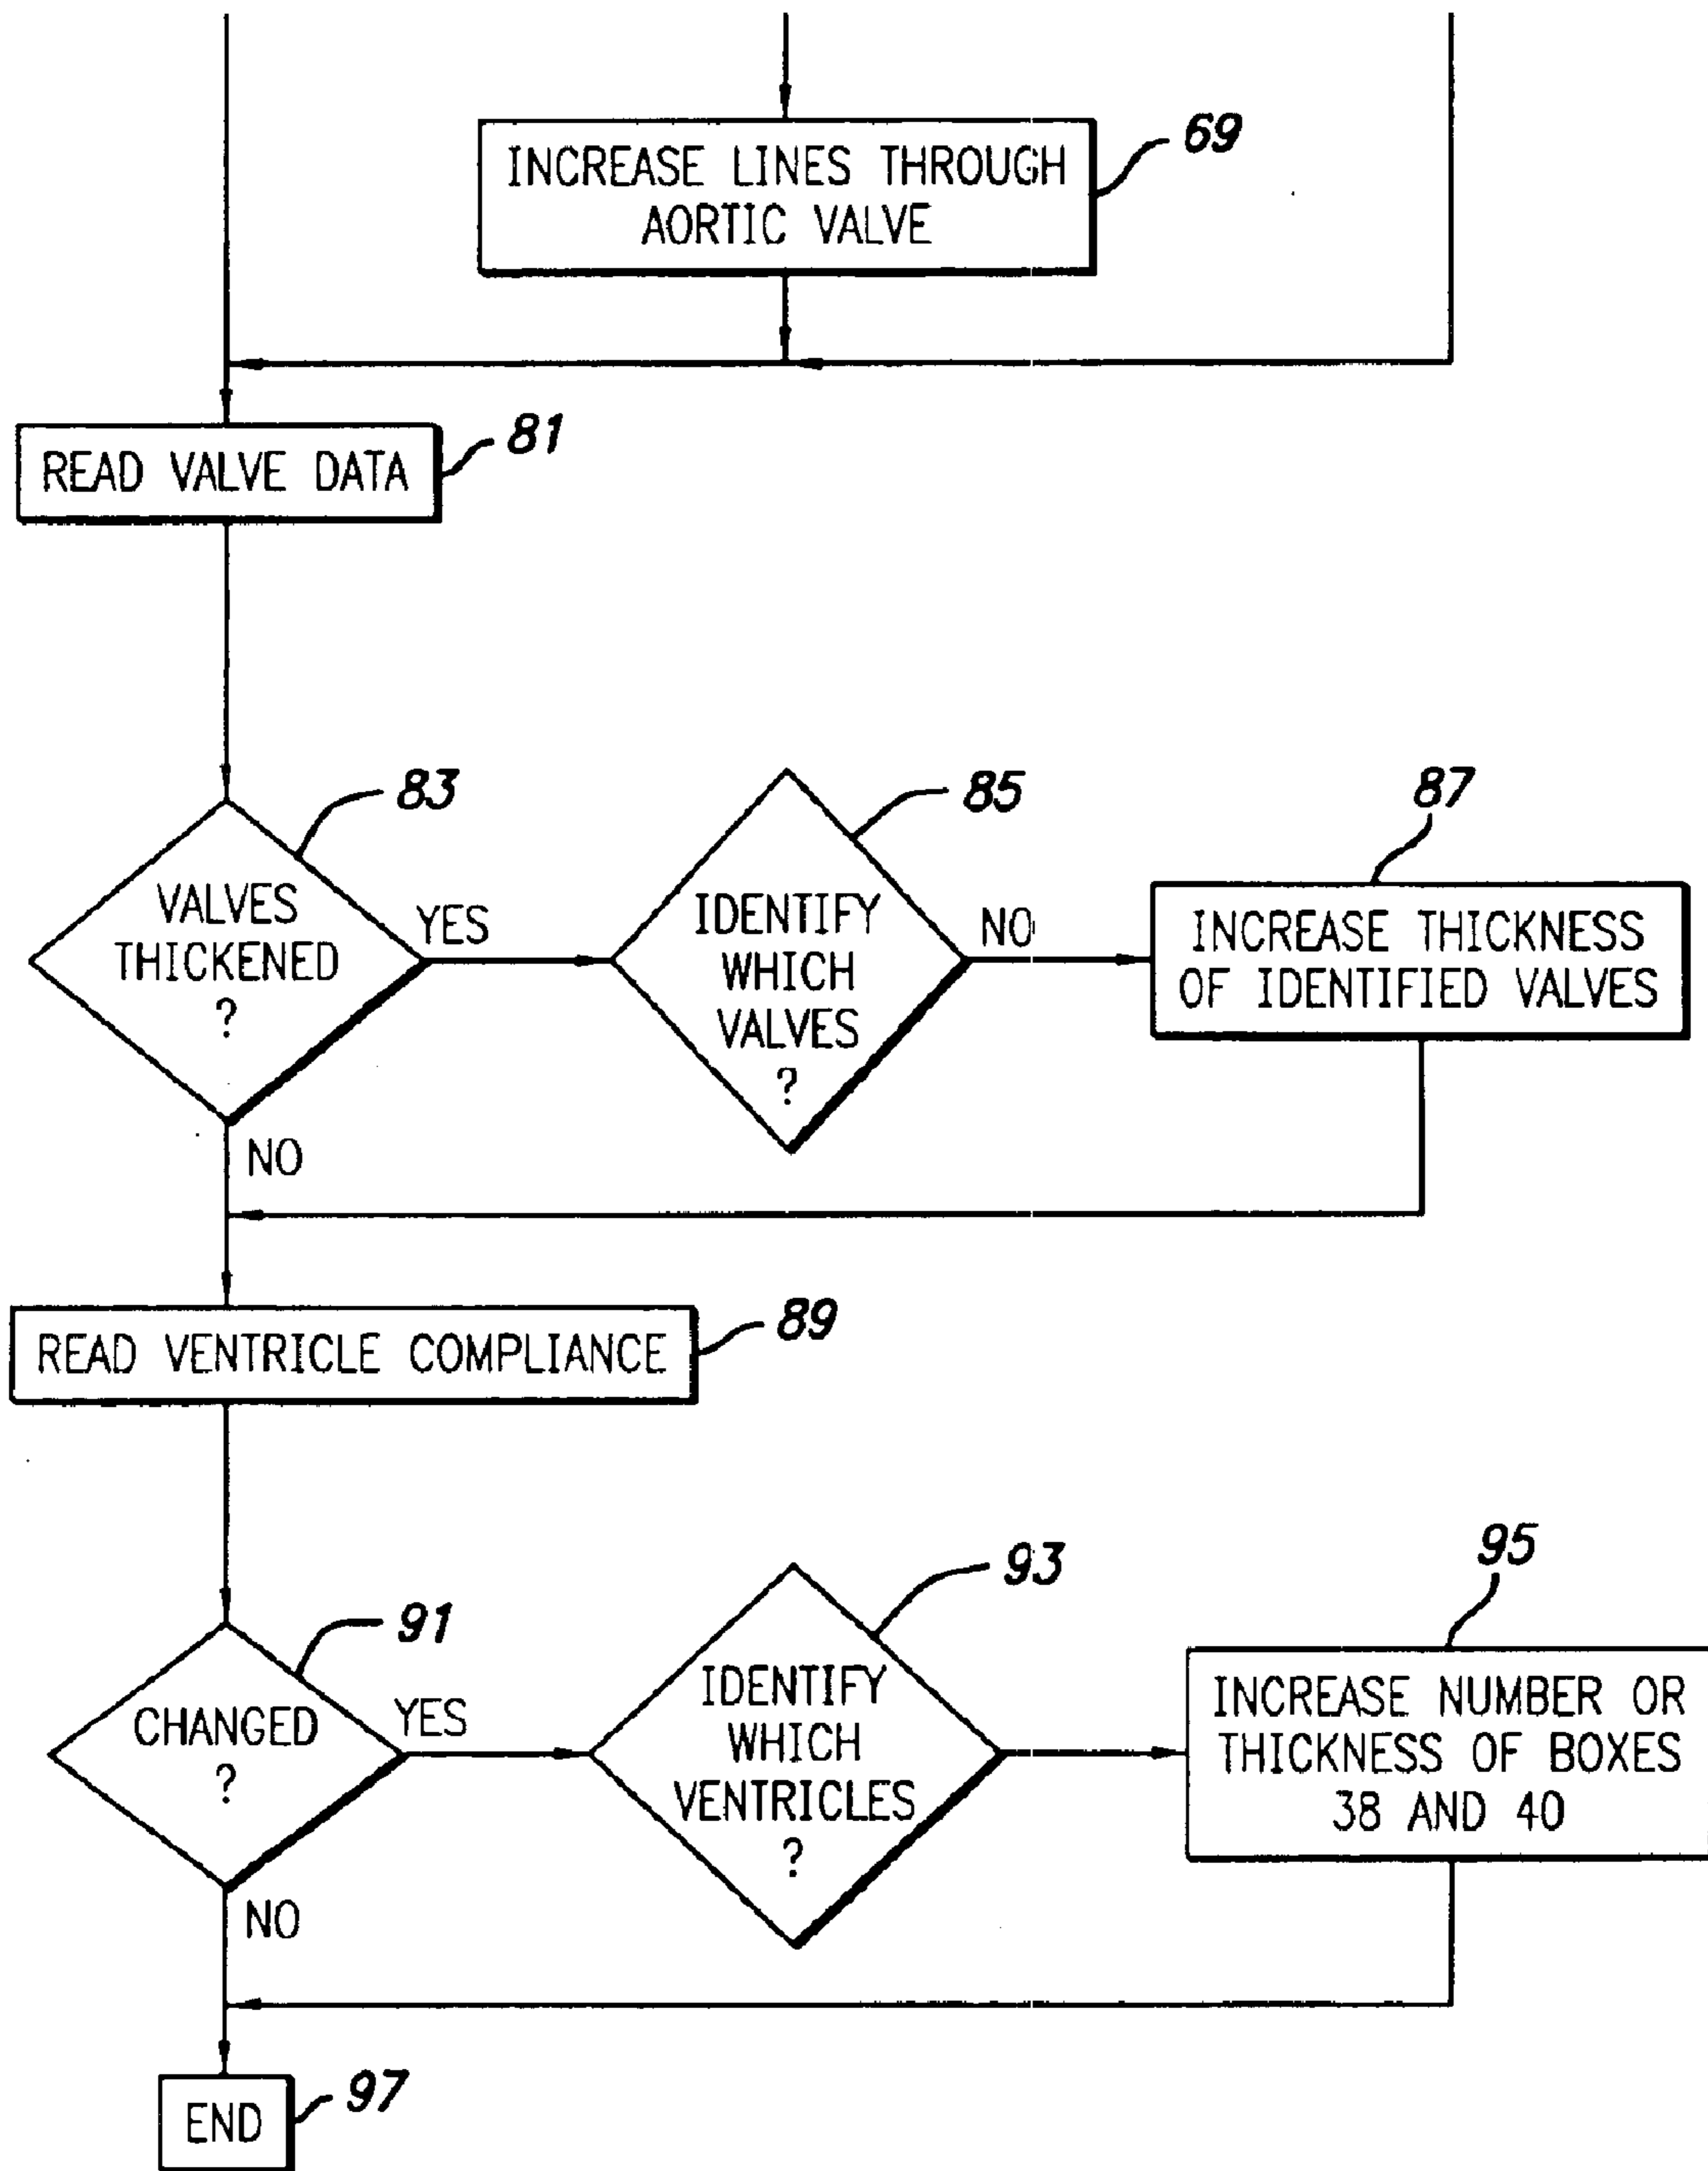 69
INCREASE LINES THROUGH
AORTIC VALVE
81
READ VALVE DATA
83
VALVES
THICKENED
?
YES
NO
85
IDENTIFY
WHICH
VALVES
?
NO
87
INCREASE THICKNESS
OF IDENTIFIED VALVES
89
READ VENTRICLE COMPLIANCE
91
CHANGED
?
YES
NO
93
IDENTIFY
WHICH
VENTRICLES
?
95
INCREASE NUMBER OR
THICKNESS OF BOXES
38 AND 40
97
END